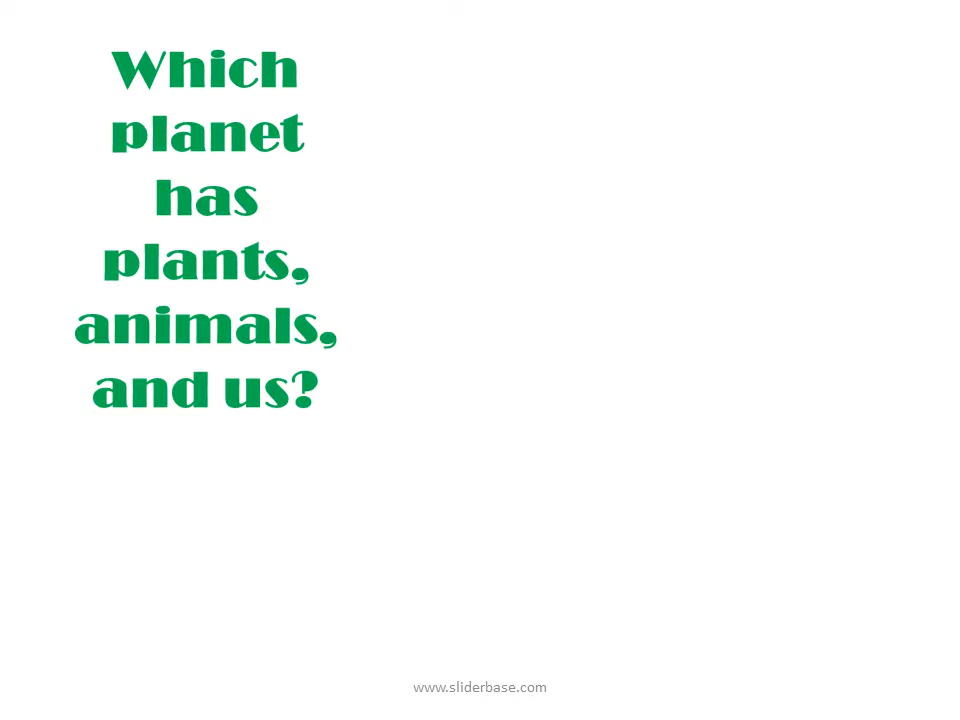 Which
planet
has
plants,
animals,
and us?
www.sliderbase.com